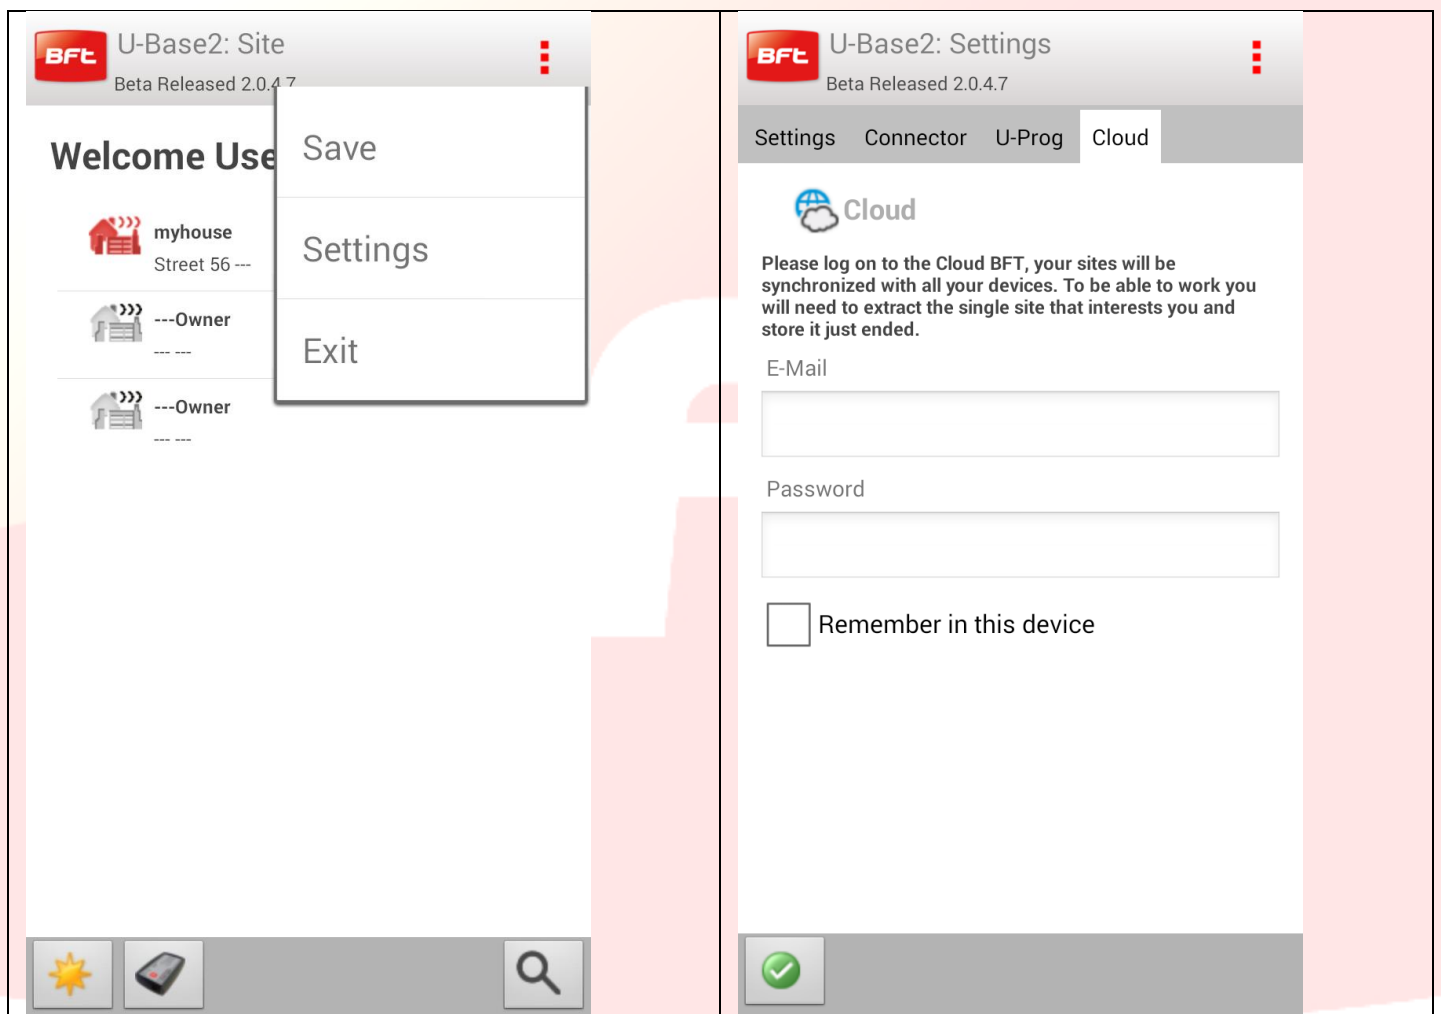 BFt
U-Base2: Site
Beta Released 2.0.4.7
Save
Welcome Use
myhouse
Street 56 ---
Settings
---Owner
--- ---
Exit
---Owner
--- ---
BFt
U-Base2: Settings
Beta Released 2.0.4.7
Settings Connector U-Prog Cloud
Cloud
Please log on to the Cloud BFT, your sites will be
synchronized with all your devices. To be able to work you
will need to extract the single site that interests you and
store it just ended.
E-Mail
Password
Remember in this device